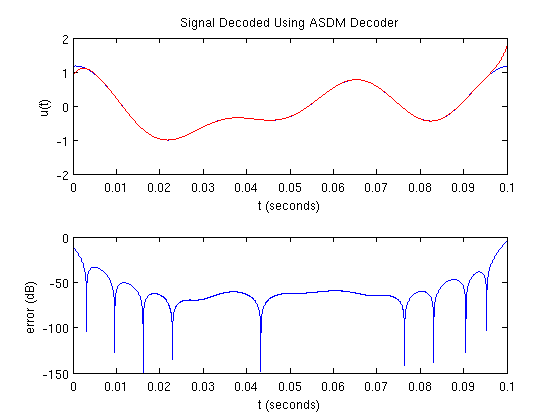 Signal Decoded Using ASDM Decoder
2
1
0
-1
-2
u(t)
0 0.01 0.02 0.03 0.04 0.05 0.06 0.07 0.08 0.09 0.1
t (seconds)
0
-50
-100
-150
error (dB)
0 0.01 0.02 0.03 0.04 0.05 0.06 0.07 0.08 0.09 0.1
t (seconds)